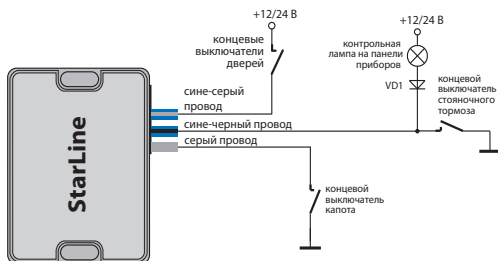 +12/24 В
концевые
выключатели
дверей
+12/24 В
контрольная
лампа на панели
приборов
VD1
концевой
выключатель
стояночного
тормоза
сине-серый
провод
сине-черный провод
серый провод
StarLine
концевой
выключатель
капота